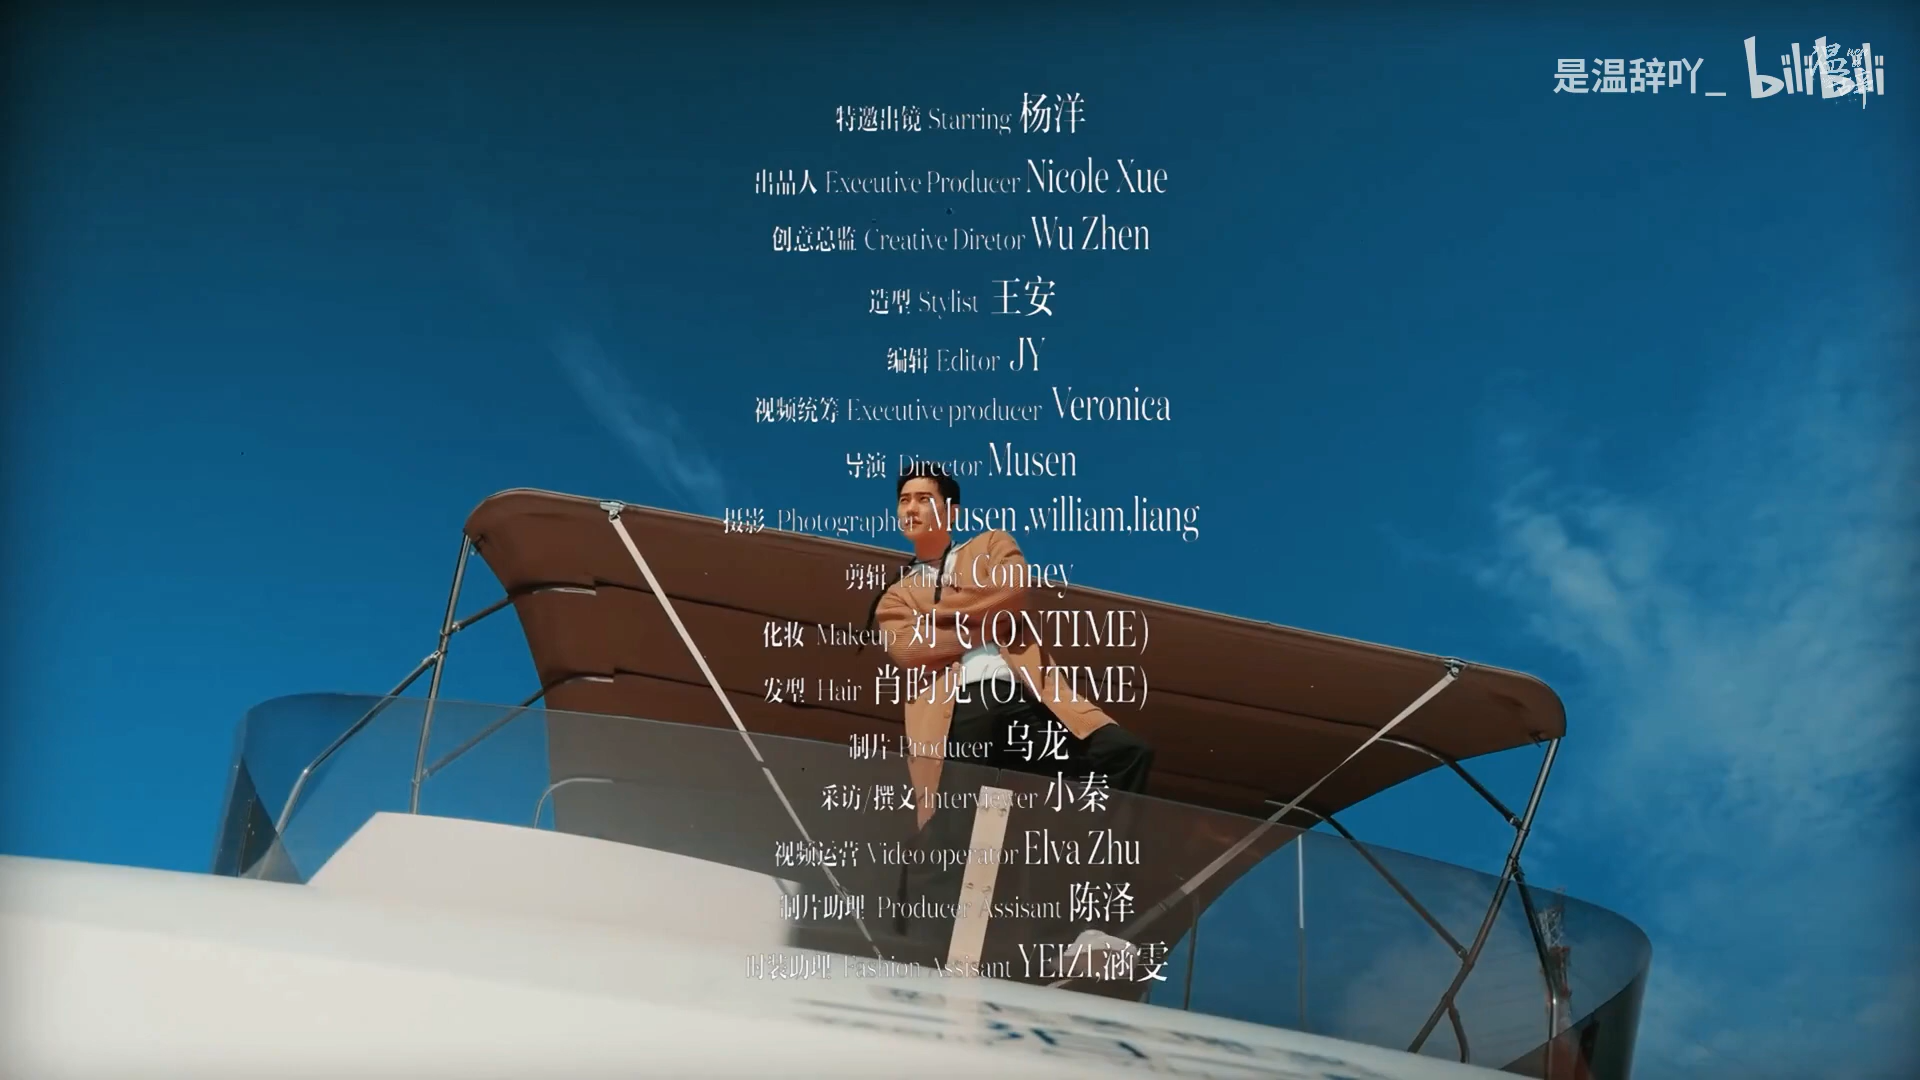 是温辞吖_ bilibili
特邀出镜 Starring 杨洋
出品人 Executive Producer Nicole Xue
创意总监 Creative Diretor Wu Zhen
造型 Stylist 王安
编辑 Editor JY
视频统筹 Executive producer Veronica
导演 Director Musen
摄影 Photographer Musen ,william,liang
剪辑 Editor Conney
化妆 Makeup 刘飞(ONTIME)
发型 Hair 肖昀见(ONTIME)
制片 Producer 乌龙
采访/撰文 Interviewer 小秦
视频运营 Video operator Elva Zhu
制片助理 Producer Assisant 陈泽
时装助理 Fashion Assisant YEIZI,涵雯